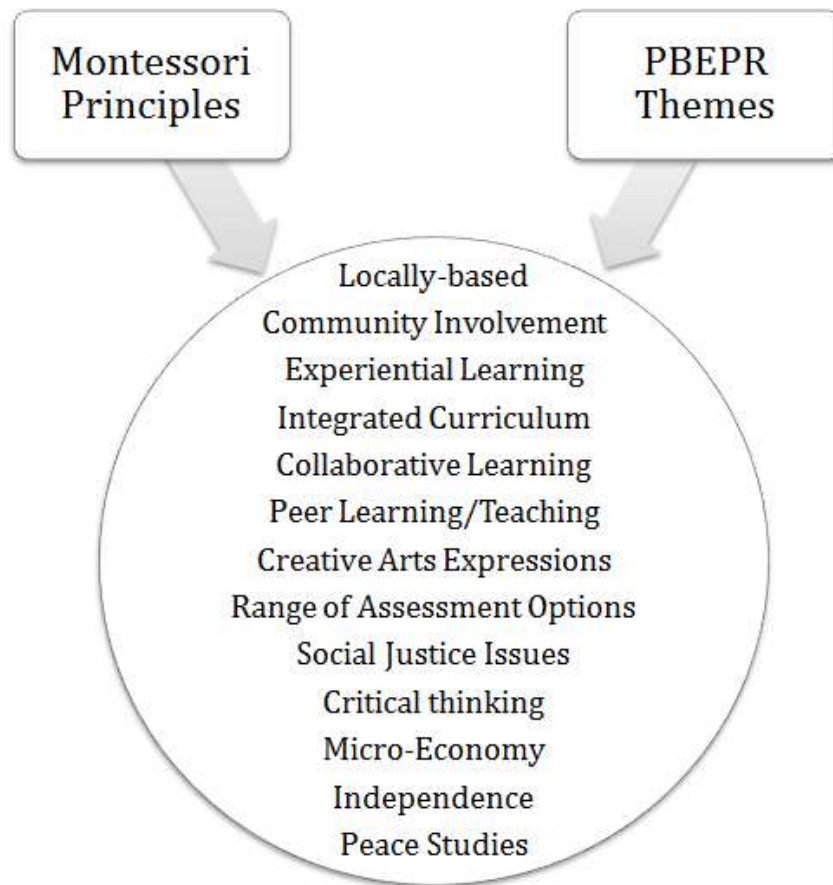 Montessori
Principles
PBEPR
Themes
Locally-based
Community Involvement
Experiential Learning
Integrated Curriculum
Collaborative Learning
Peer Learning/Teaching
Creative Arts Expressions
Range of Assessment Options
Social Justice Issues
Critical thinking
Micro-Economy
Independence
Peace Studies